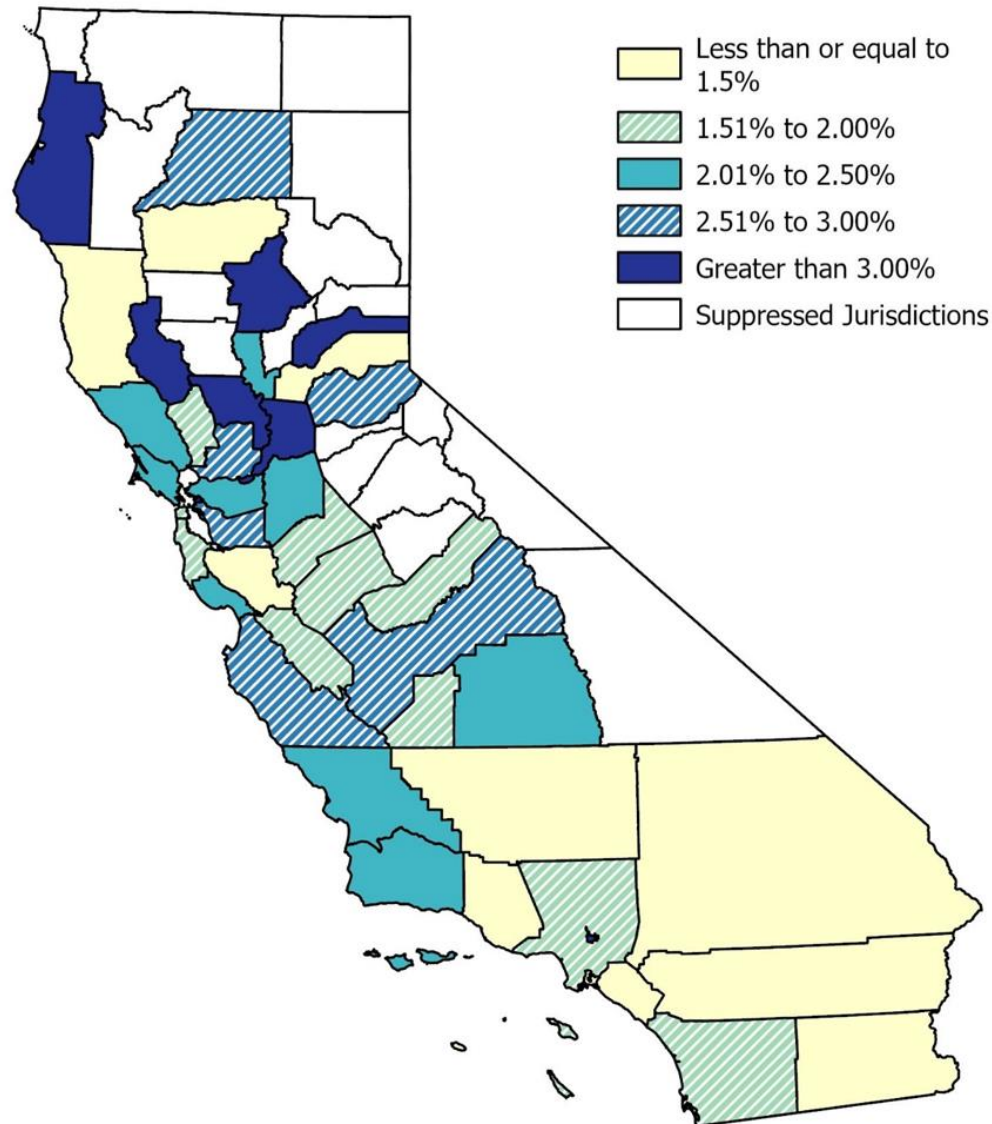 Less than or equal to
1.5%
1.51% to 2.00%
2.01% to 2.50%
2.51% to 3.00%
Greater than 3.00%
Suppressed Jurisdictions